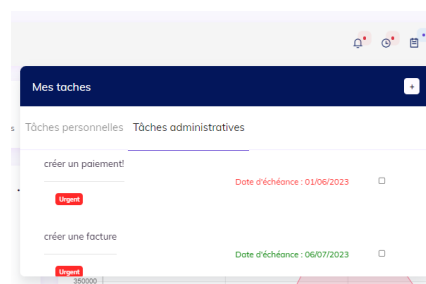 Mes taches
+
Tâches personnelles Tâches administratives
créer un paiement!
Date d'échéance : 01/06/2023
Urgent
créer une facture
Date d'échéance : 06/07/2023
Urgent
350000